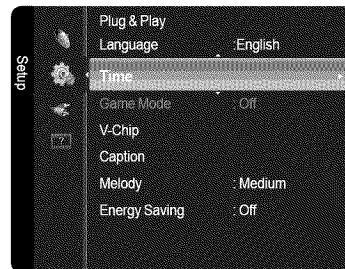 Setup
Plug & Play
Language :English
Time
Game Mode : Off
V-Chip
Caption
Melody : Medium
Energy Saving : Off
?